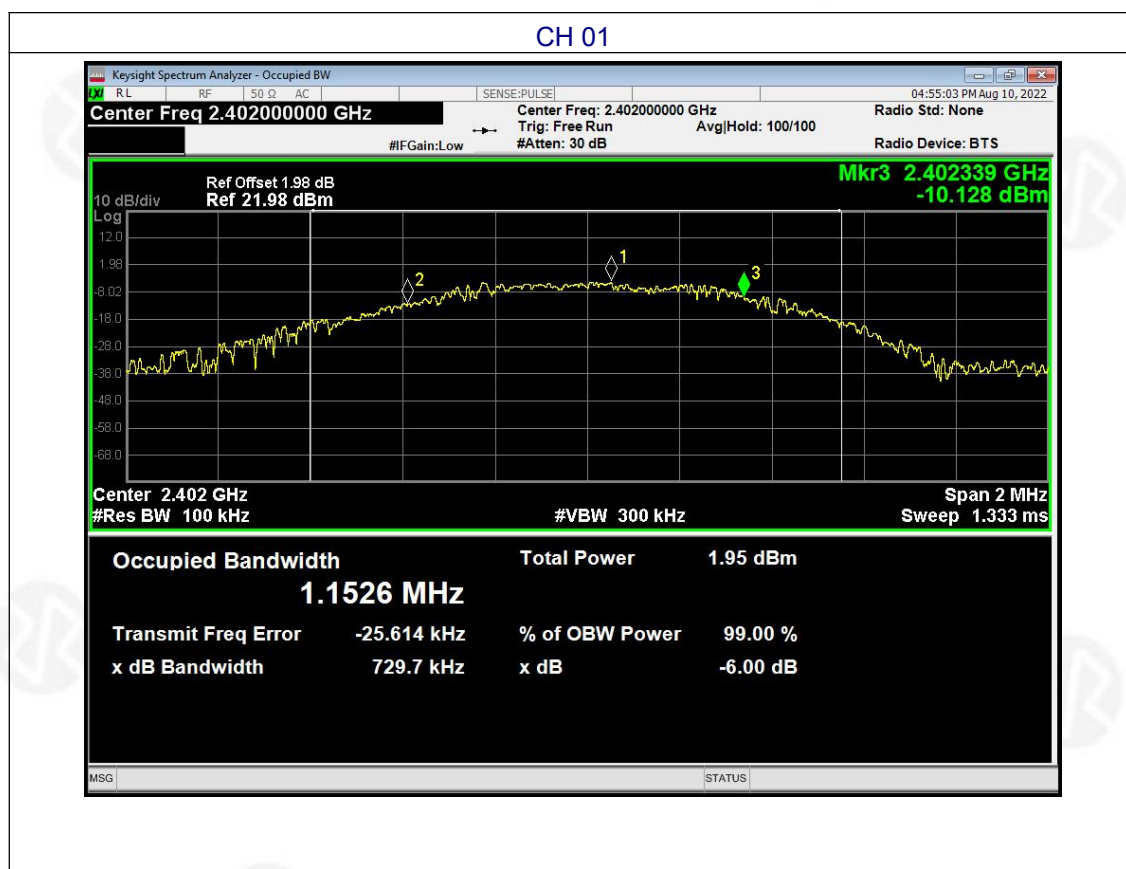 CH 01
Keysight Spectrum Analyzer - Occupied BW
LXI RL RF 50 Ω AC SENSE:PULSE 04:55:03 PM Aug 10, 2022
Center Freq 2.402000000 GHz Center Freq: 2.402000000 GHz Radio Std: None
Trig: Free Run Avg|Hold: 100/100
#IFGain:Low #Atten: 30 dB Radio Device: BTS
Mkr3 2.402339 GHz
Ref Offset 1.98 dB
10 dB/div Ref 21.98 dBm -10.128 dBm
Log
12.0
1.98
-8.02
-18.0
-28.0
-38.0
-48.0
-58.0
-68.0
1
2
3
Center 2.402 GHz Span 2 MHz
#Res BW 100 kHz #VBW 300 kHz Sweep 1.333 ms
Occupied Bandwidth Total Power 1.95 dBm
1.1526 MHz
Transmit Freq Error -25.614 kHz % of OBW Power 99.00 %
x dB Bandwidth 729.7 kHz x dB -6.00 dB
MSG STATUS